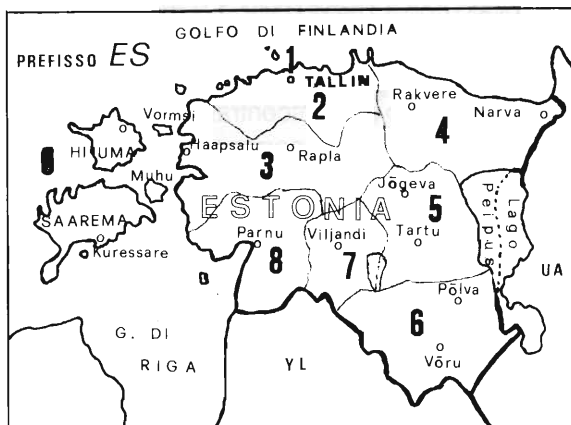 GOLFO DI FINLANDIA
PREFISSO ES
1
TALLIN
2
Rakvere
4
Narva
Vormsi
HIIUMA
Haapsalu
3
Rapla
Muhu
Jõgeva
ESTONIA
5
Lago
Peipus
SAAREMA
Parnu
Viljandi
Tartu
Kuressare
8
7
UA
Põlva
6
G. DI
RIGA
YL
Võru